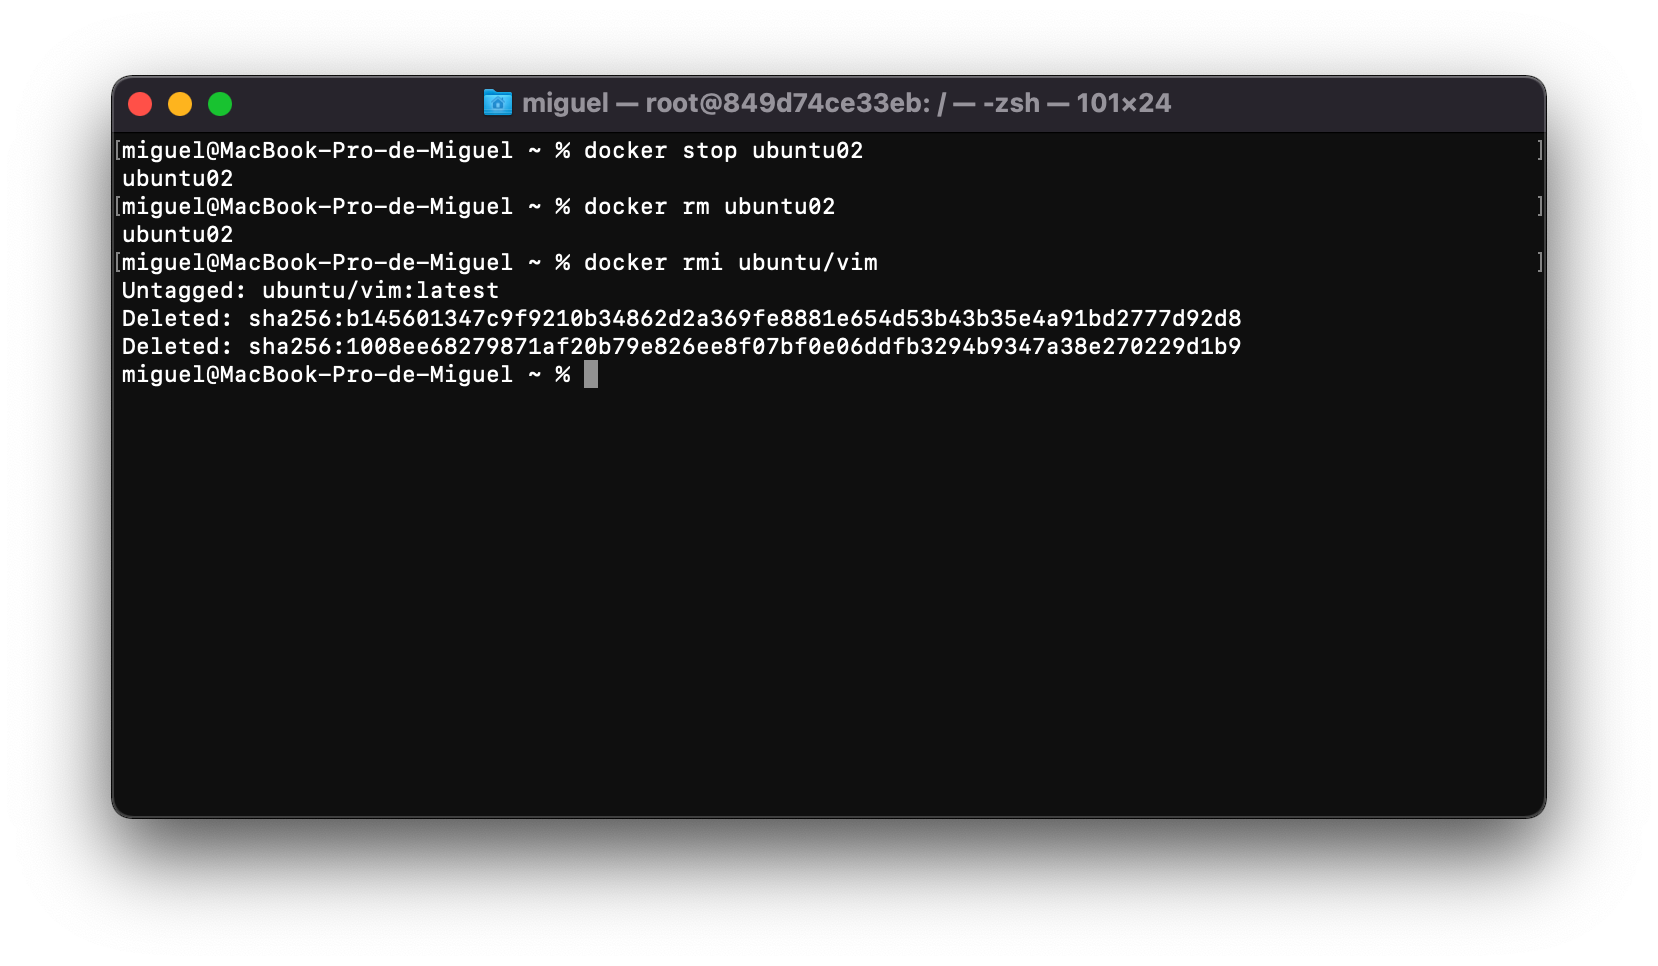 miguel — root@849d74ce33eb: / — -zsh — 101×24
[miguel@MacBook-Pro-de-Miguel ~ % docker stop ubuntu02 ]
ubuntu02
[miguel@MacBook-Pro-de-Miguel ~ % docker rm ubuntu02 ]
ubuntu02
[miguel@MacBook-Pro-de-Miguel ~ % docker rmi ubuntu/vim ]
Untagged: ubuntu/vim:latest
Deleted: sha256:b145601347c9f9210b34862d2a369fe8881e654d53b43b35e4a91bd2777d92d8
Deleted: sha256:1008ee68279871af20b79e826ee8f07bf0e06ddfb3294b9347a38e270229d1b9
miguel@MacBook-Pro-de-Miguel ~ %